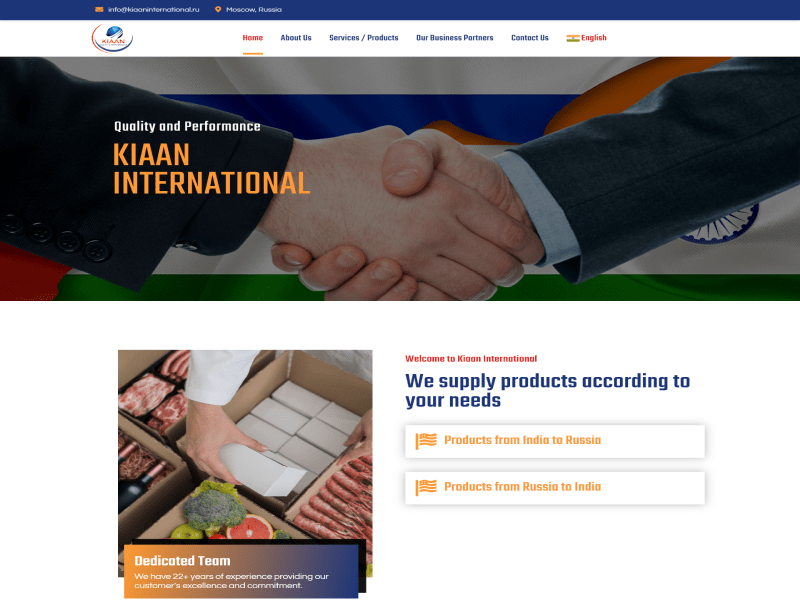 info@kiaaninternational.ru
Moscow, Russia
KIAAN
Home
About Us
Services / Products
Our Business Partners
Contact Us
English
Quality and Performance
KIAAN
INTERNATIONAL
Welcome to Kiaan International
We supply products according to
your needs
Products from India to Russia
Products from Russia to India
Dedicated Team
We have 22+ years of experience providing our
customer's excellence and commitment.